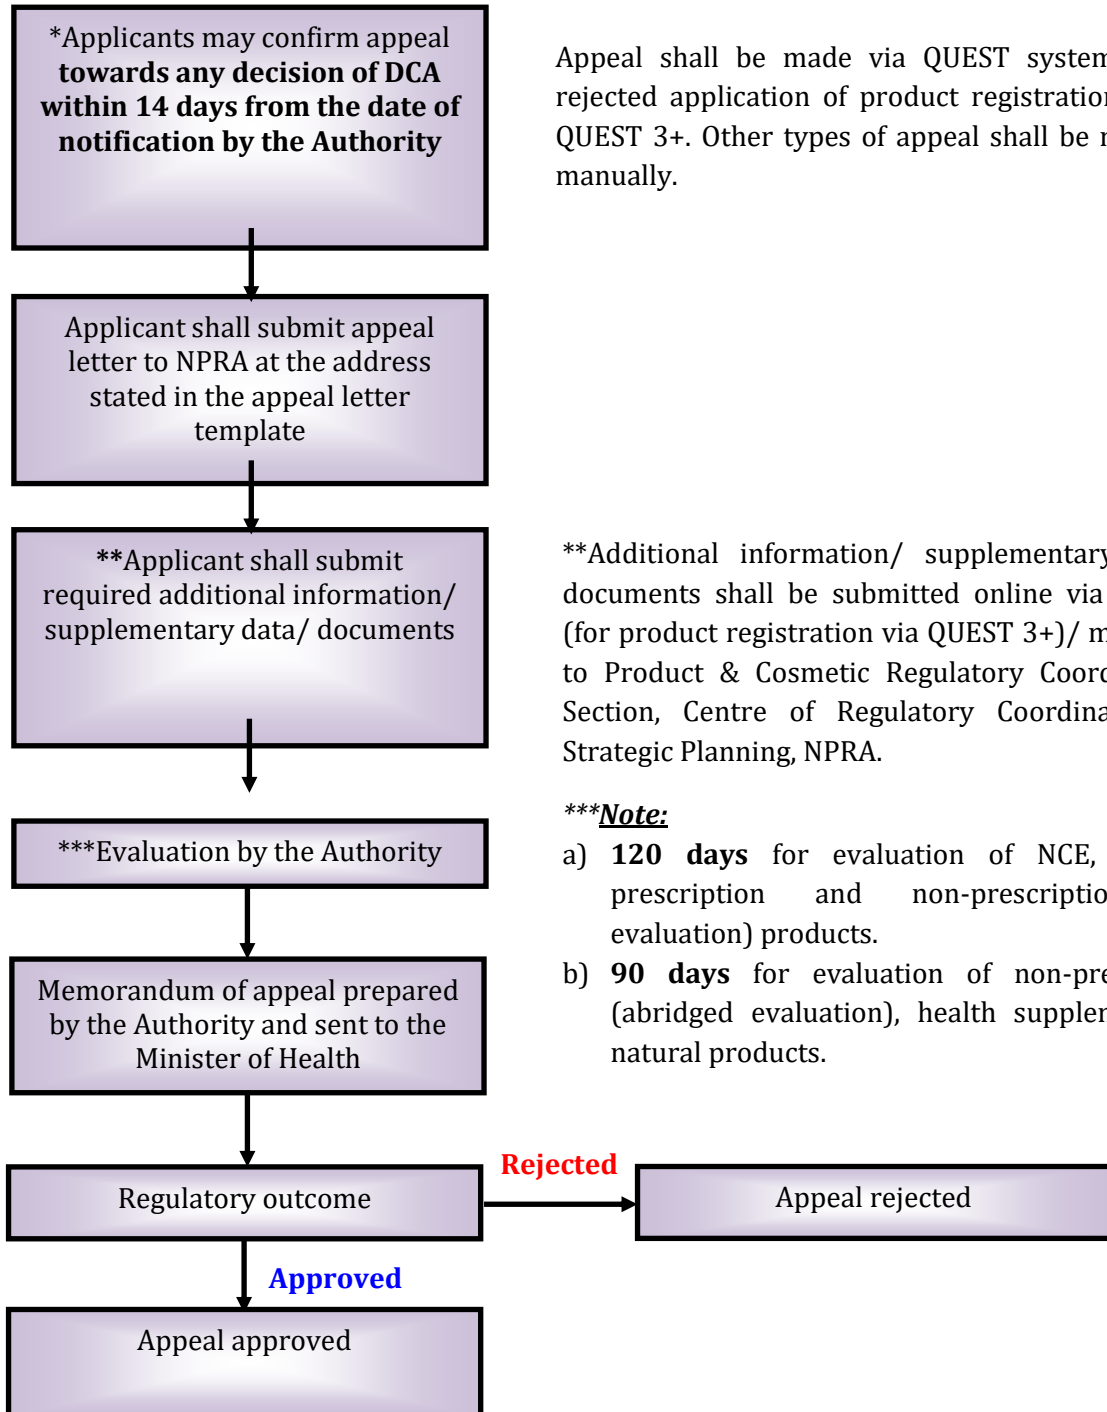 *Applicants may confirm appeal
towards any decision of DCA
within 14 days from the date of
notification by the Authority
Appeal shall be made via QUEST system
rejected application of product registration
QUEST 3+. Other types of appeal shall be
manually.
Applicant shall submit appeal
letter to NPRA at the address
stated in the appeal letter
template
**Applicant shall submit
required additional information/
supplementary data/ documents
**Additional information/ supplementary
documents shall be submitted online via
(for product registration via QUEST 3+)/
to Product & Cosmetic Regulatory
Section, Centre of Regulatory
Strategic Planning, NPRA.
***Note:
a) 120 days for evaluation of NCE,
prescription and
evaluation) products.
b) 90 days for evaluation of
(abridged evaluation), health
natural products.
***Evaluation by the Authority
Memorandum of appeal prepared
by the Authority and sent to the
Minister of Health
Regulatory outcome
Rejected
Appeal rejected
Approved
Appeal approved